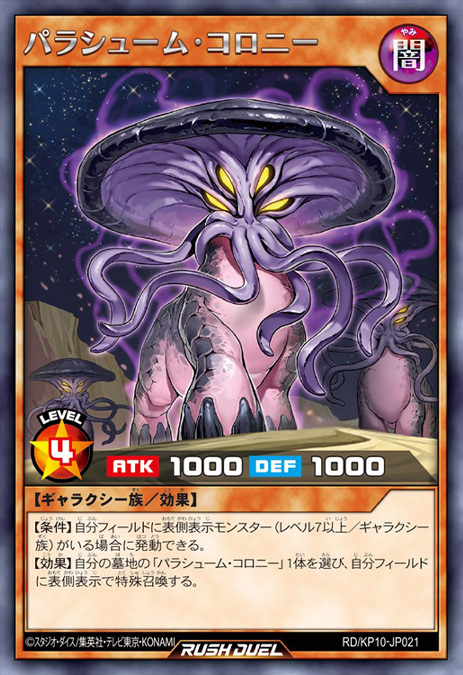 パラシューム・コロニー
やみ
闇
LEVEL
4
ATK 1000 DEF 1000
【ギャラクシー族／効果】
【条件】自分フィールドに表側表示モンスター（レベル7以上／ギャラクシー
族）がいる場合に発動できる。
【効果】自分の墓地の「パラシューム・コロニー」1体を選び、自分フィールド
に表側表示で特殊召喚する。
©スタジオ・ダイス/集英社・テレビ東京・KONAMI
RUSH DUEL
RD/KP10-JP021